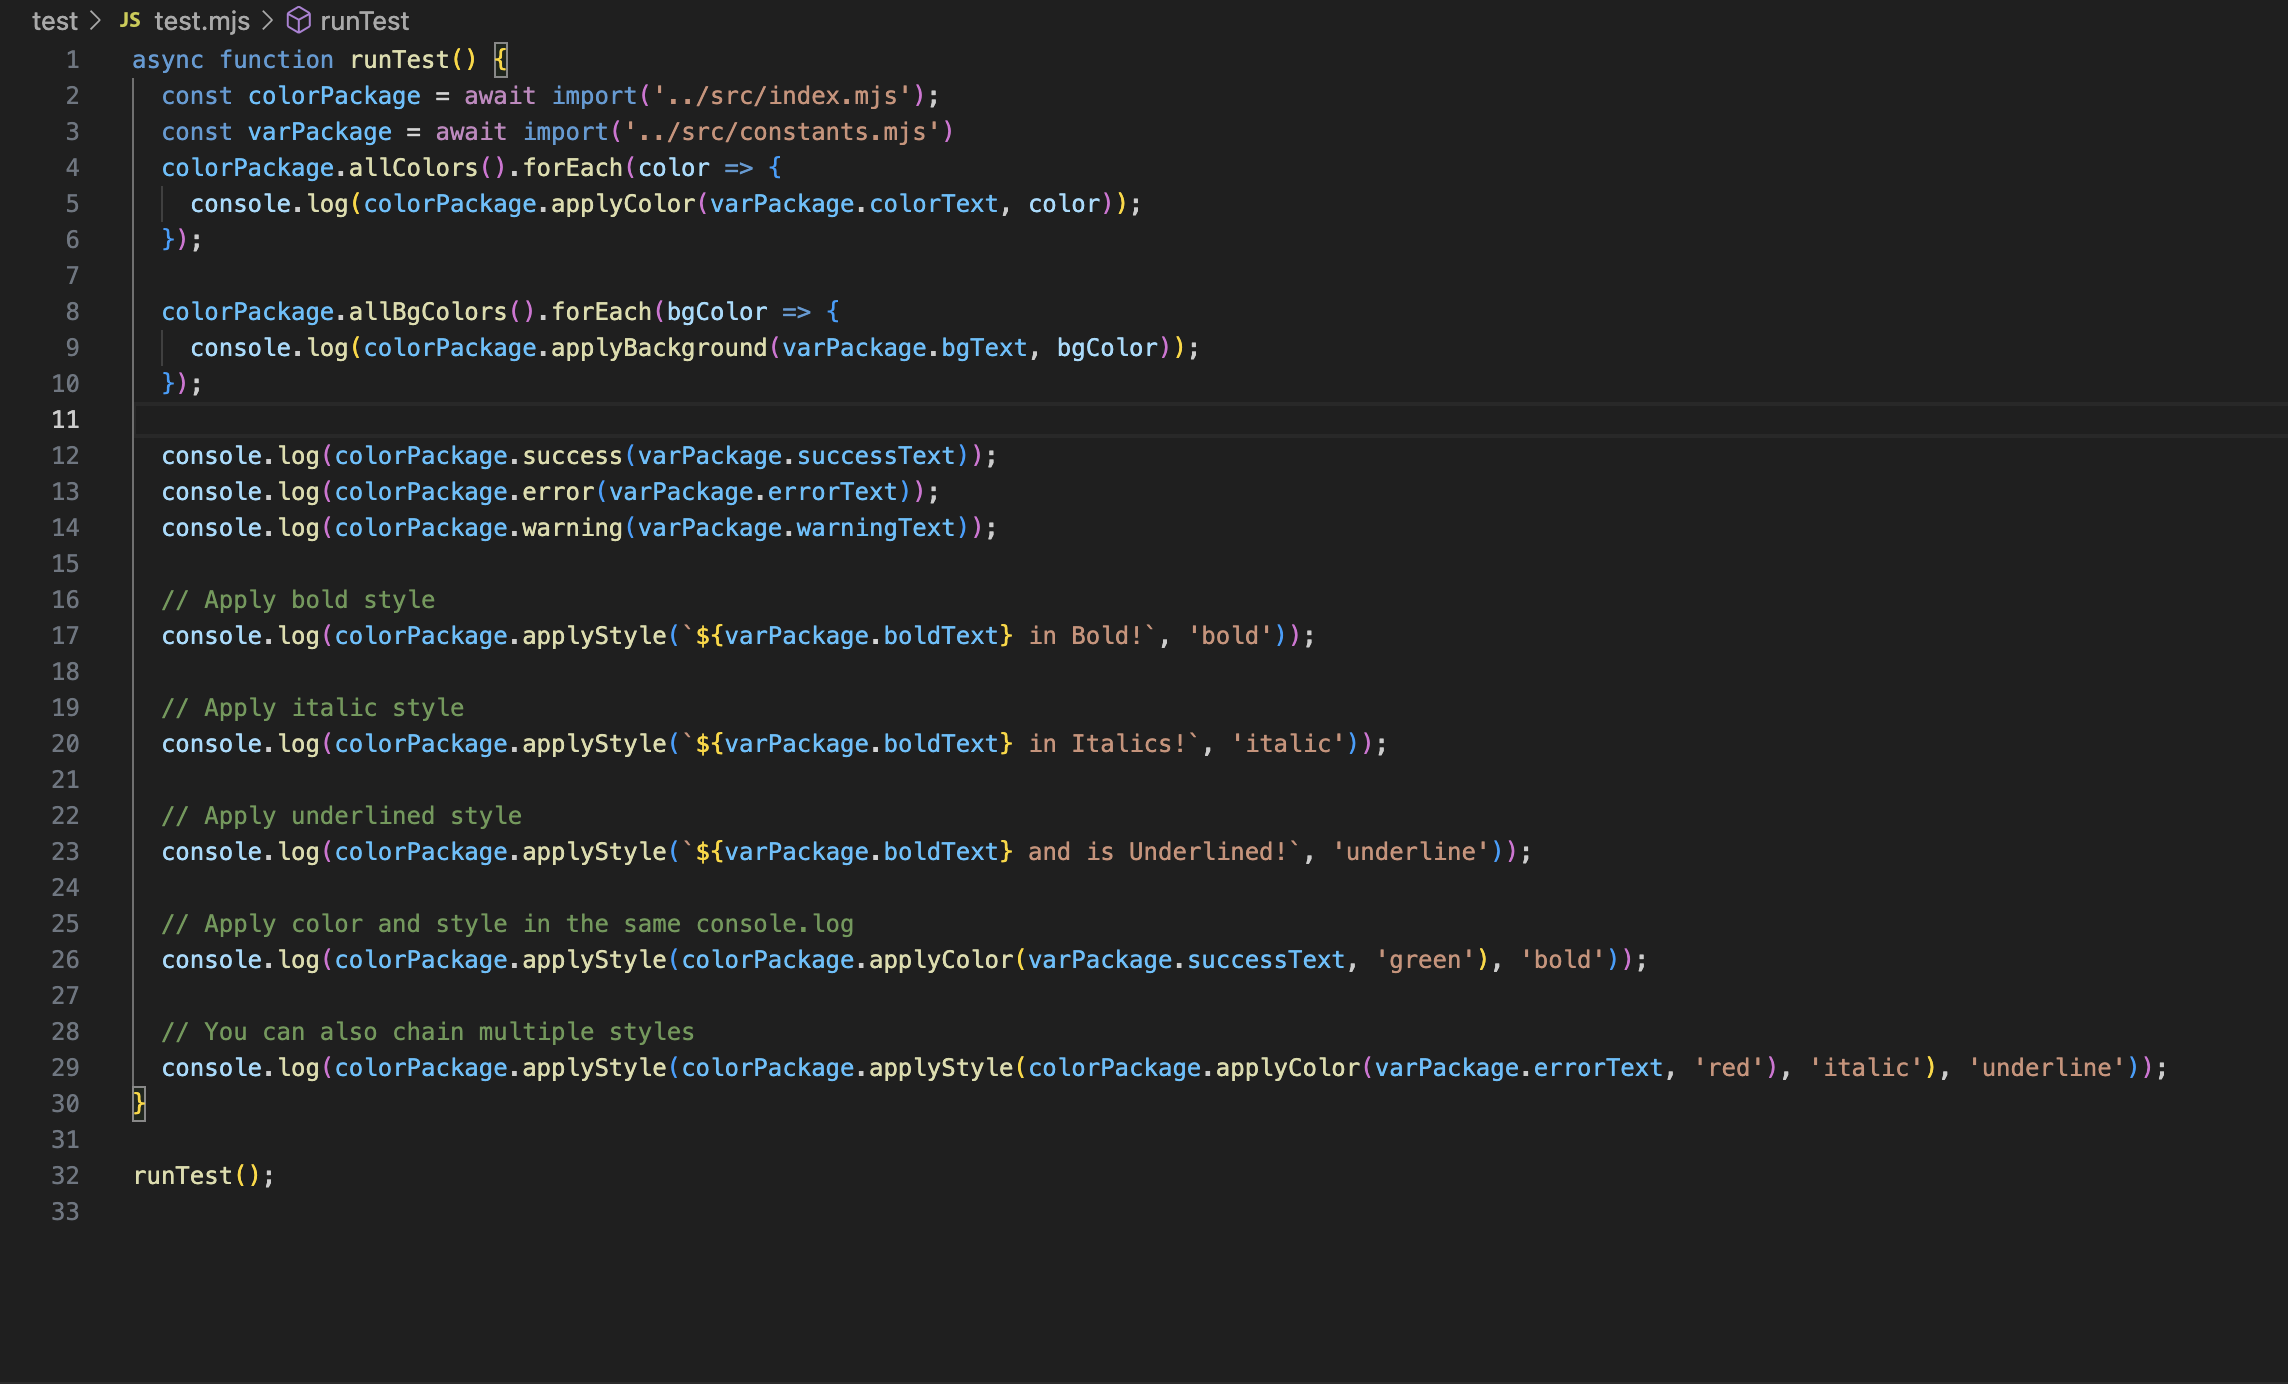 test > JS test.mjs > runTest
1 async function runTest() {
2 const colorPackage = await import('../src/index.mjs');
3 const varPackage = await import('../src/constants.mjs')
4 colorPackage.allColors().forEach(color => {
5 console.log(colorPackage.applyColor(varPackage.colorText, color));
6 });
7
8 colorPackage.allBgColors().forEach(bgColor => {
9 console.log(colorPackage.applyBackground(varPackage.bgText, bgColor));
10 });
11
12 console.log(colorPackage.success(varPackage.successText));
13 console.log(colorPackage.error(varPackage.errorText));
14 console.log(colorPackage.warning(varPackage.warningText));
15
16 // Apply bold style
17 console.log(colorPackage.applyStyle(`${varPackage.boldText} in Bold!`, 'bold'));
18
19 // Apply italic style
20 console.log(colorPackage.applyStyle(`${varPackage.boldText} in Italics!`, 'italic'));
21
22 // Apply underlined style
23 console.log(colorPackage.applyStyle(`${varPackage.boldText} and is Underlined!`, 'underline'));
24
25 // Apply color and style in the same console.log
26 console.log(colorPackage.applyStyle(colorPackage.applyColor(varPackage.successText, 'green'), 'bold'));
27
28 // You can also chain multiple styles
29 console.log(colorPackage.applyStyle(colorPackage.applyStyle(colorPackage.applyColor(varPackage.errorText, 'red'), 'italic'), 'underline'));
30 }
31
32 runTest();
33